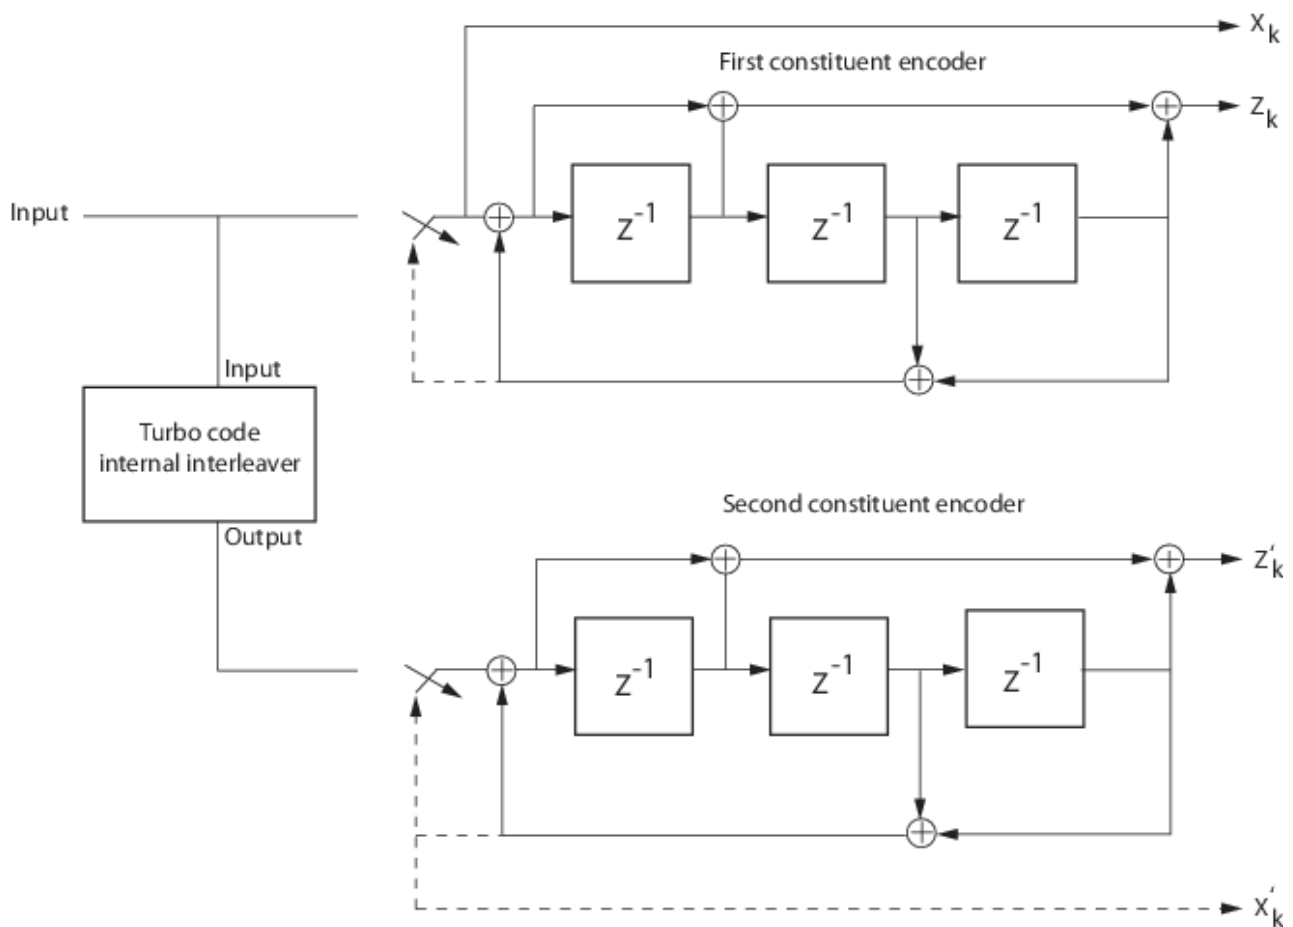 X_k
First constituent encoder
Z_k
Input
Z^{-1}
Z^{-1}
Z^{-1}
Input
Turbo code
internal interleaver
Output
Second constituent encoder
Z'_k
Z^{-1}
Z^{-1}
Z^{-1}
X'_k